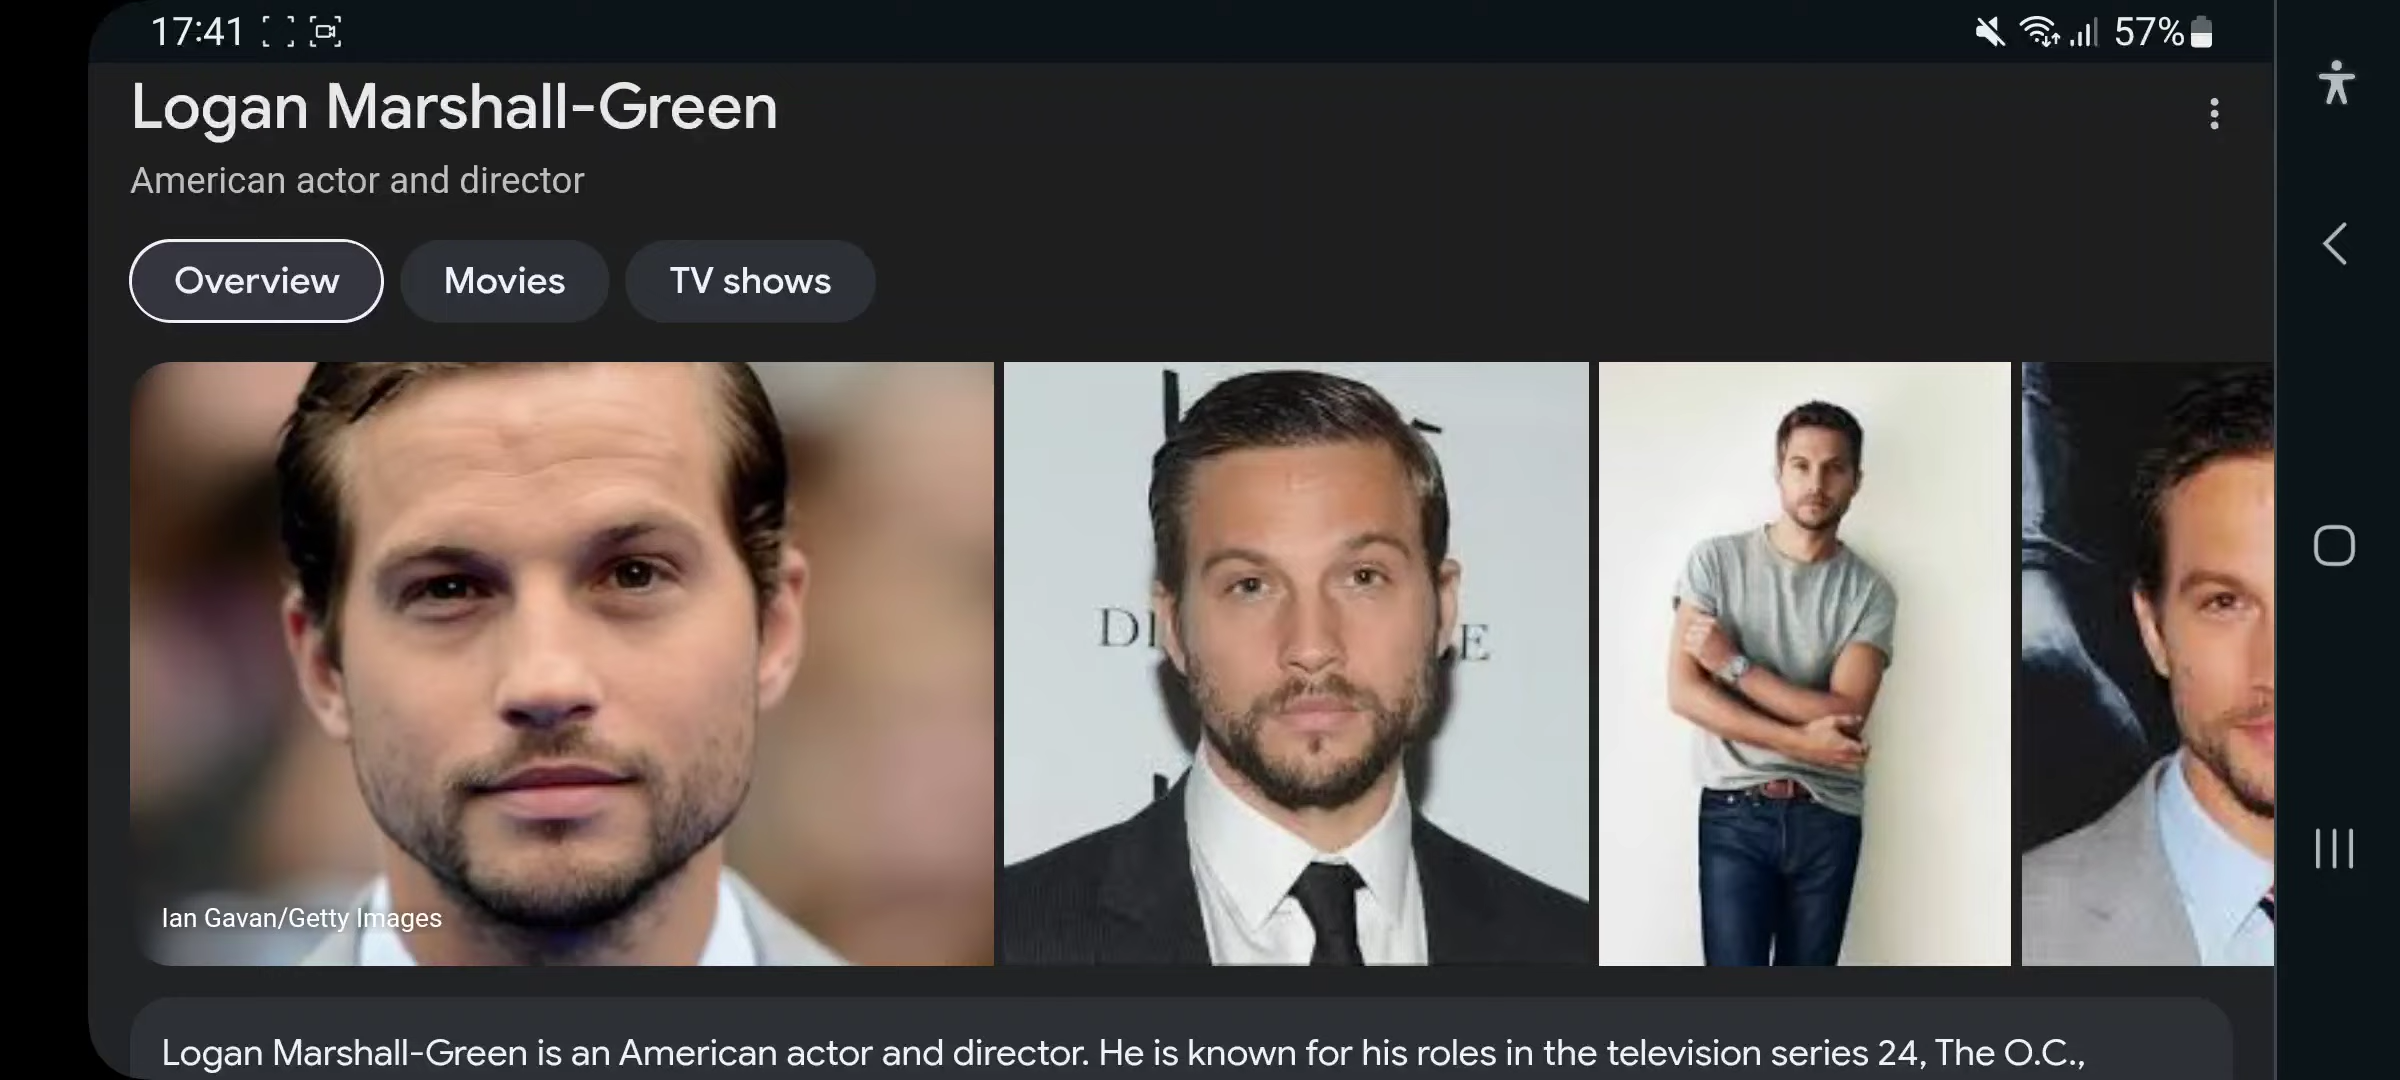 17:41
57%
Logan Marshall-Green
American actor and director
Overview
Movies
TV shows
DI
E
Ian Gavan/Getty Images
Logan Marshall-Green is an American actor and director. He is known for his roles in the television series 24, The O.C.,